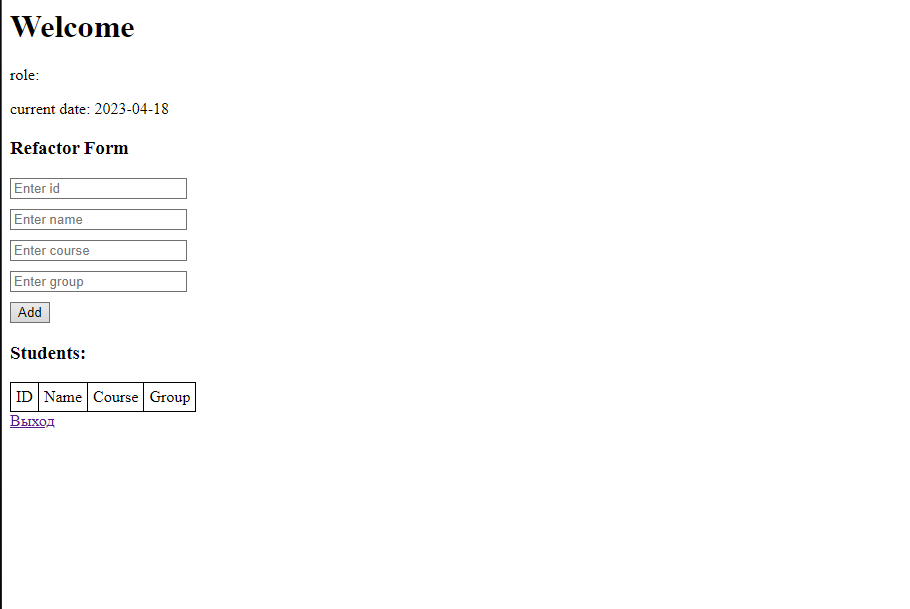 Welcome
role:
current date: 2023-04-18
Refactor Form
Enter id
Enter name
Enter course
Enter group
Add
Students:
ID Name Course Group
Выход